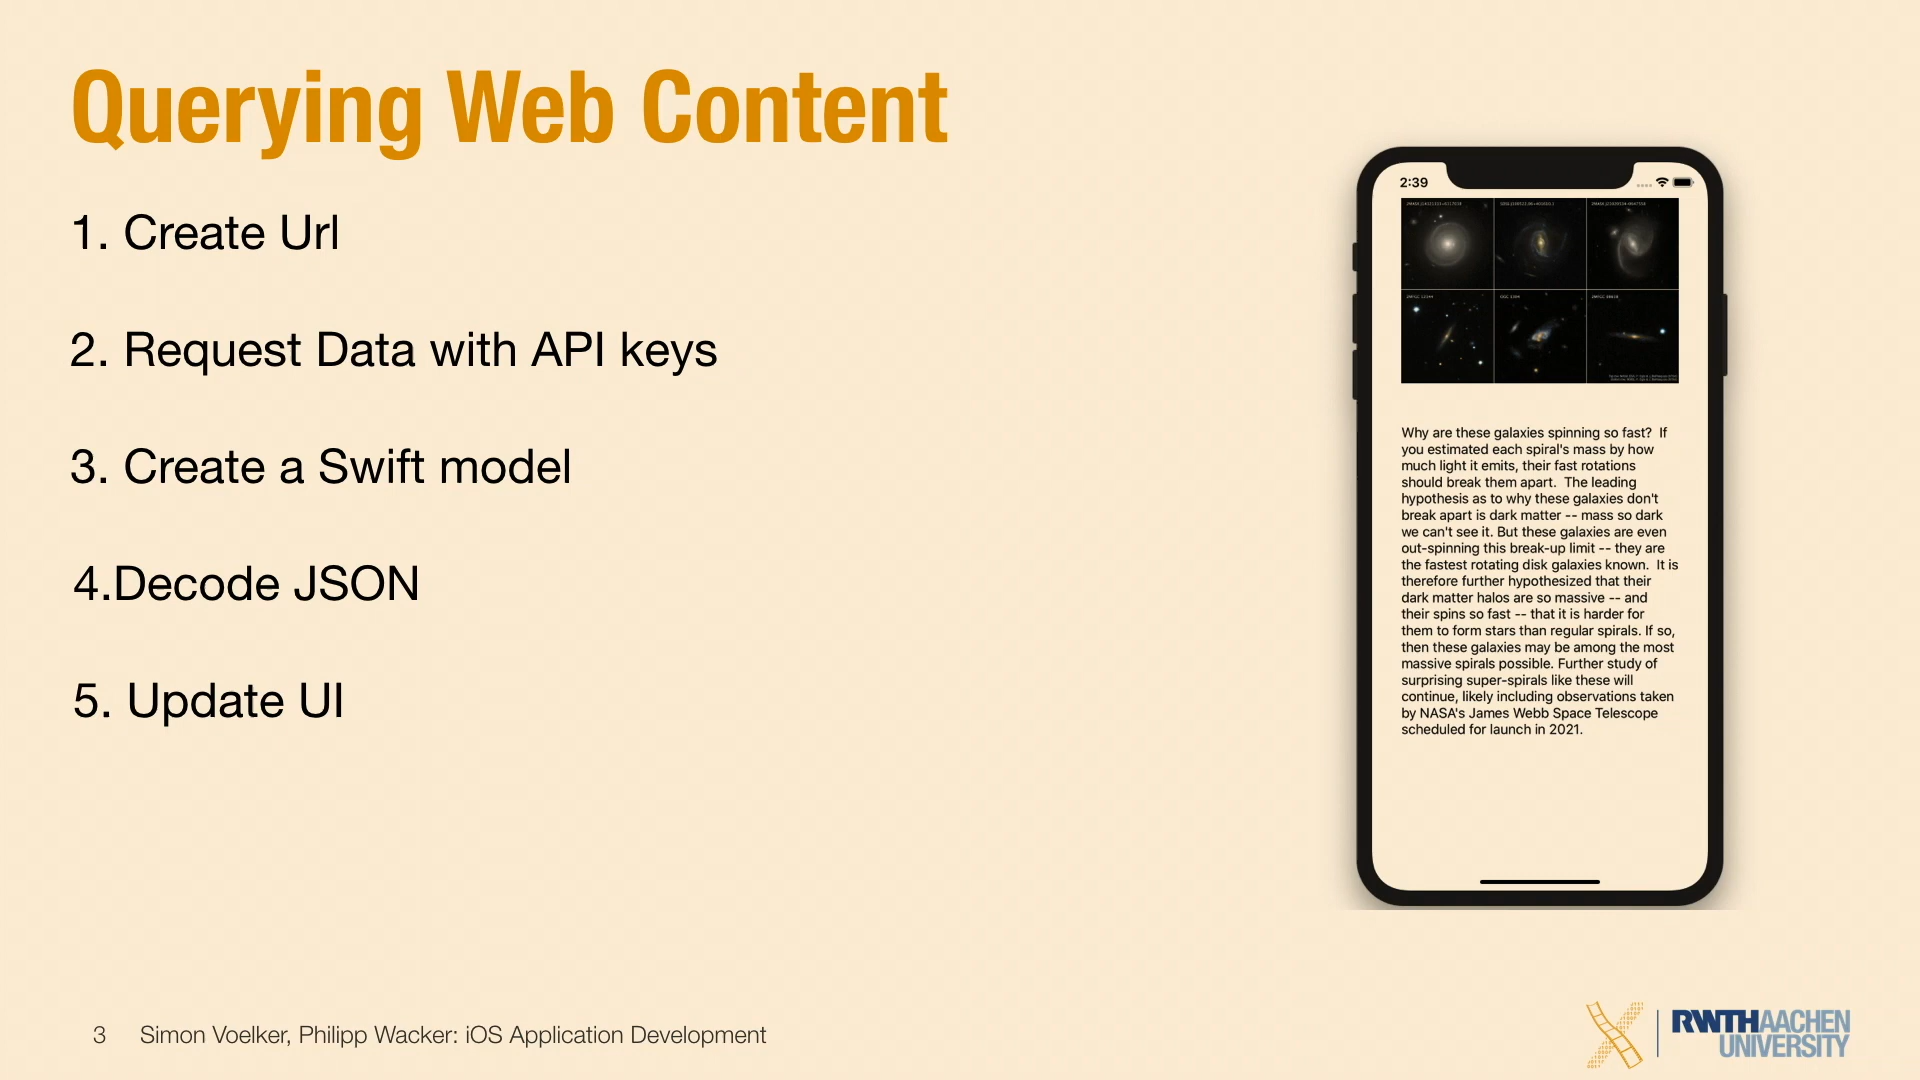 Querying Web Content
1. Create Url
2. Request Data with API keys
3. Create a Swift model
4.Decode JSON
5. Update UI
2:39
Why are these galaxies spinning so fast?  If
you estimated each spiral's mass by how
much light it emits, their fast rotations
should break them apart.  The leading
hypothesis as to why these galaxies don't
break apart is dark matter -- mass so dark
we can't see it. But these galaxies are even
out-spinning this break-up limit -- they are
the fastest rotating disk galaxies known.  It is
therefore further hypothesized that their
dark matter halos are so massive -- and
their spins so fast -- that it is harder for
them to form stars than regular spirals. If so,
then these galaxies may be among the most
massive spirals possible. Further study of
surprising super-spirals like these will
continue, likely including observations taken
by NASA's James Webb Space Telescope
scheduled for launch in 2021.
3 Simon Voelker, Philipp Wacker: iOS Application Development
RWTHAACHEN
UNIVERSITY